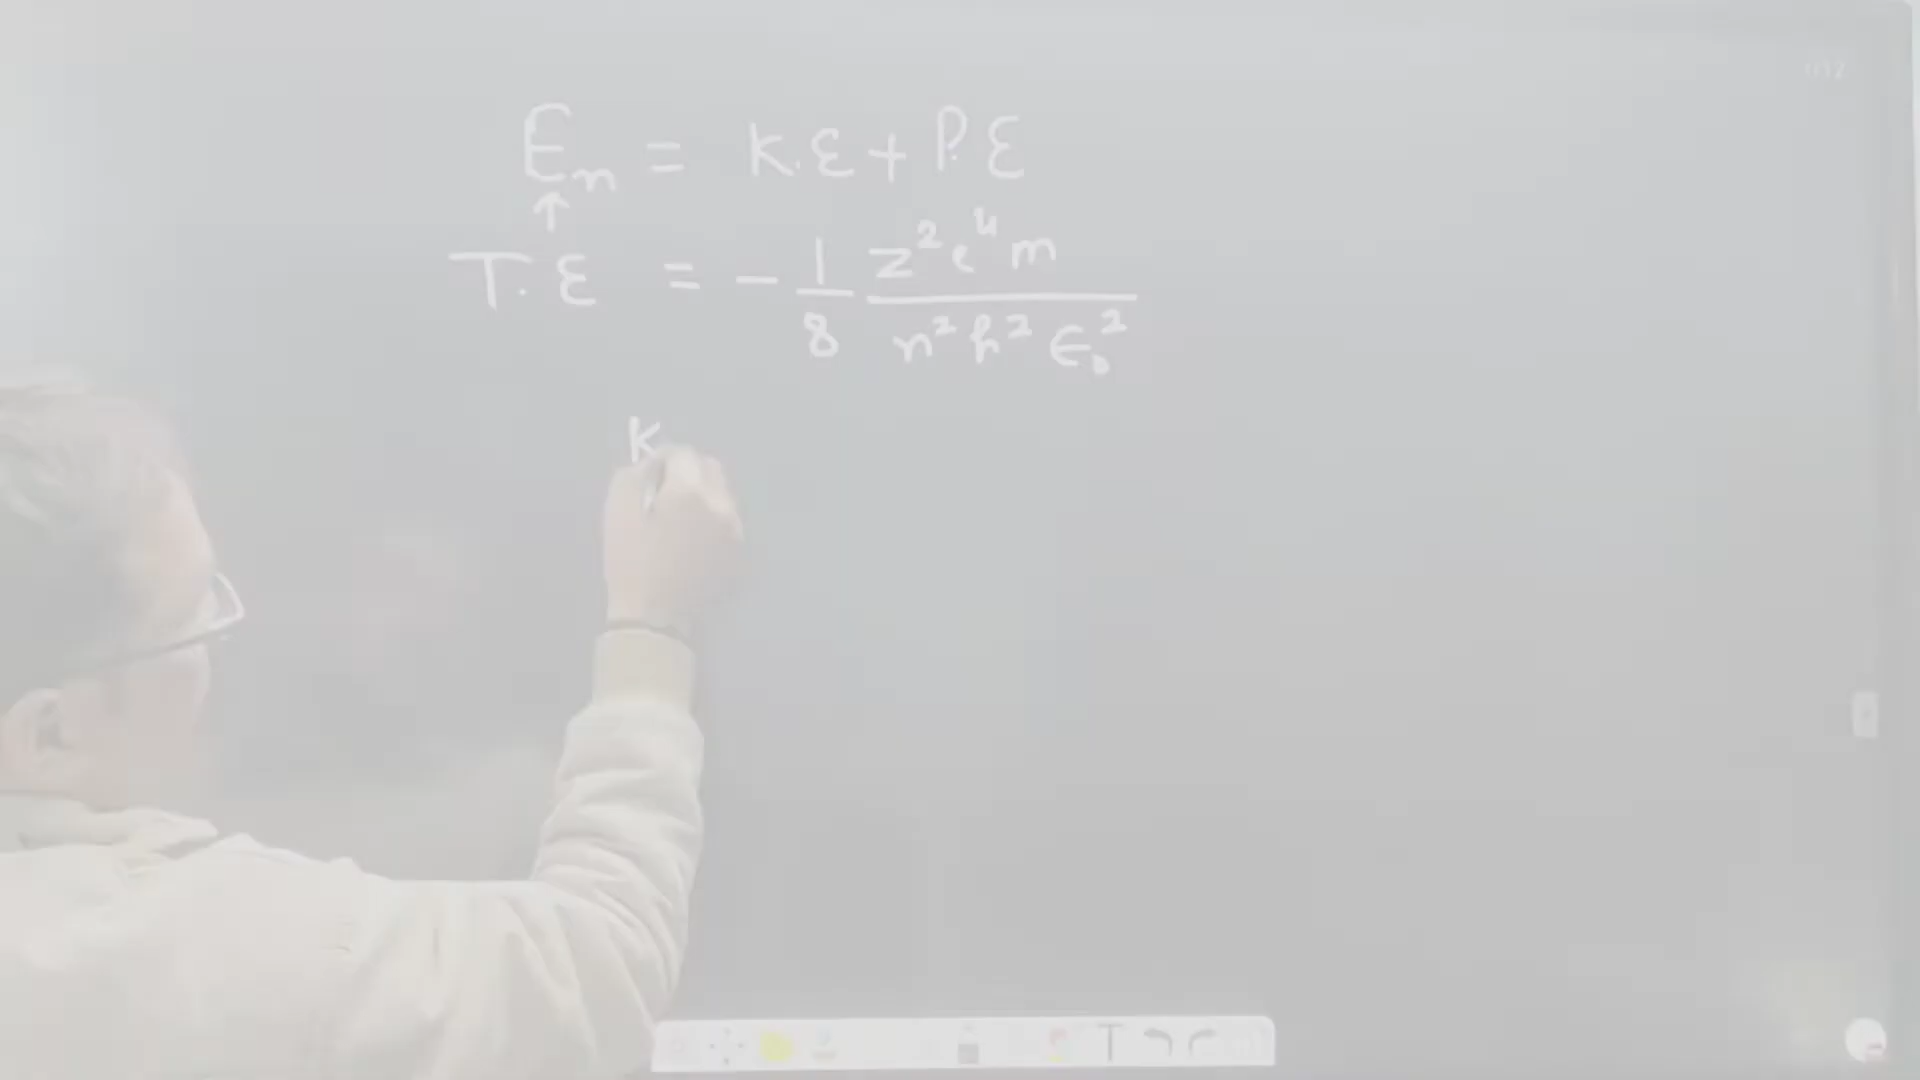 Eₙ = K.E + P.E
↑
T.E = - 1/8 z²e⁴m / n²h²ϵ₀²
K
T